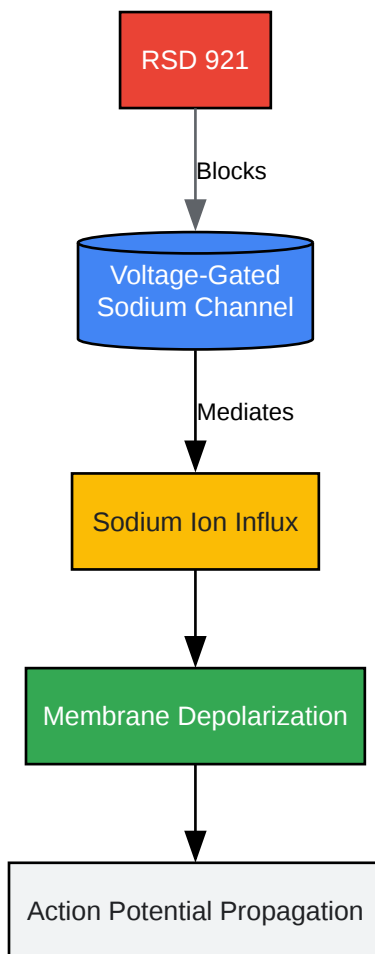 RSD 921
Blocks
Voltage-Gated
Sodium Channel
Mediates
Sodium Ion Influx
Membrane Depolarization
Action Potential Propagation